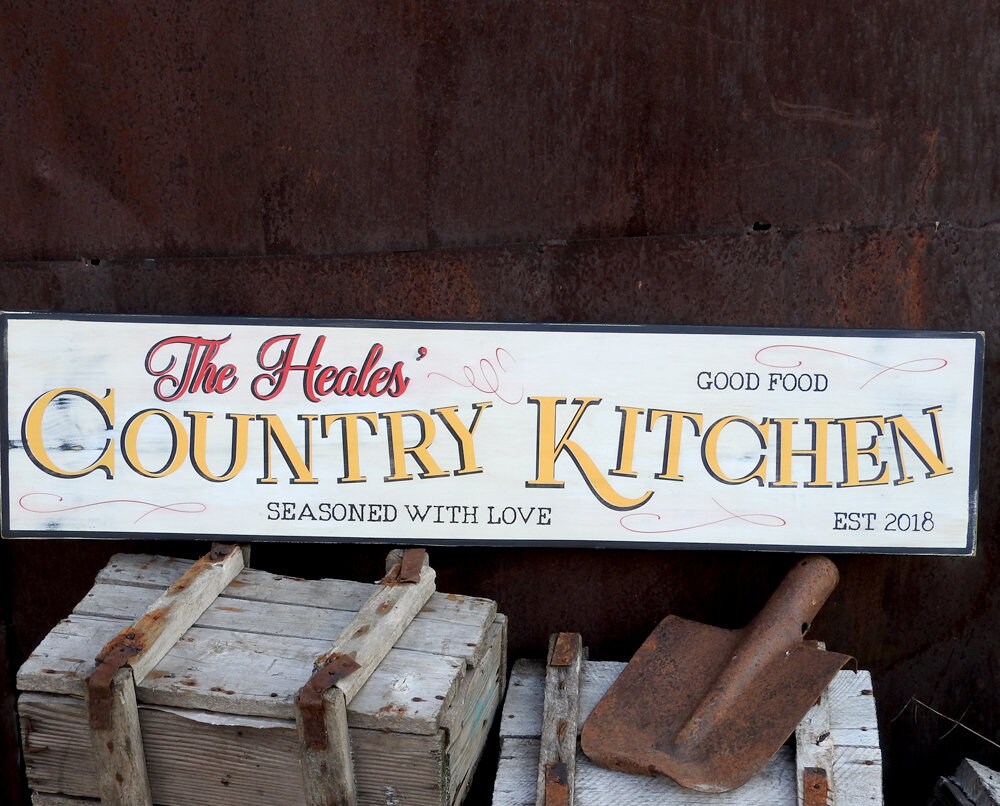 The Heales'
GOOD FOOD
COUNTRY KITCHEN
SEASONED WITH LOVE
EST 2018